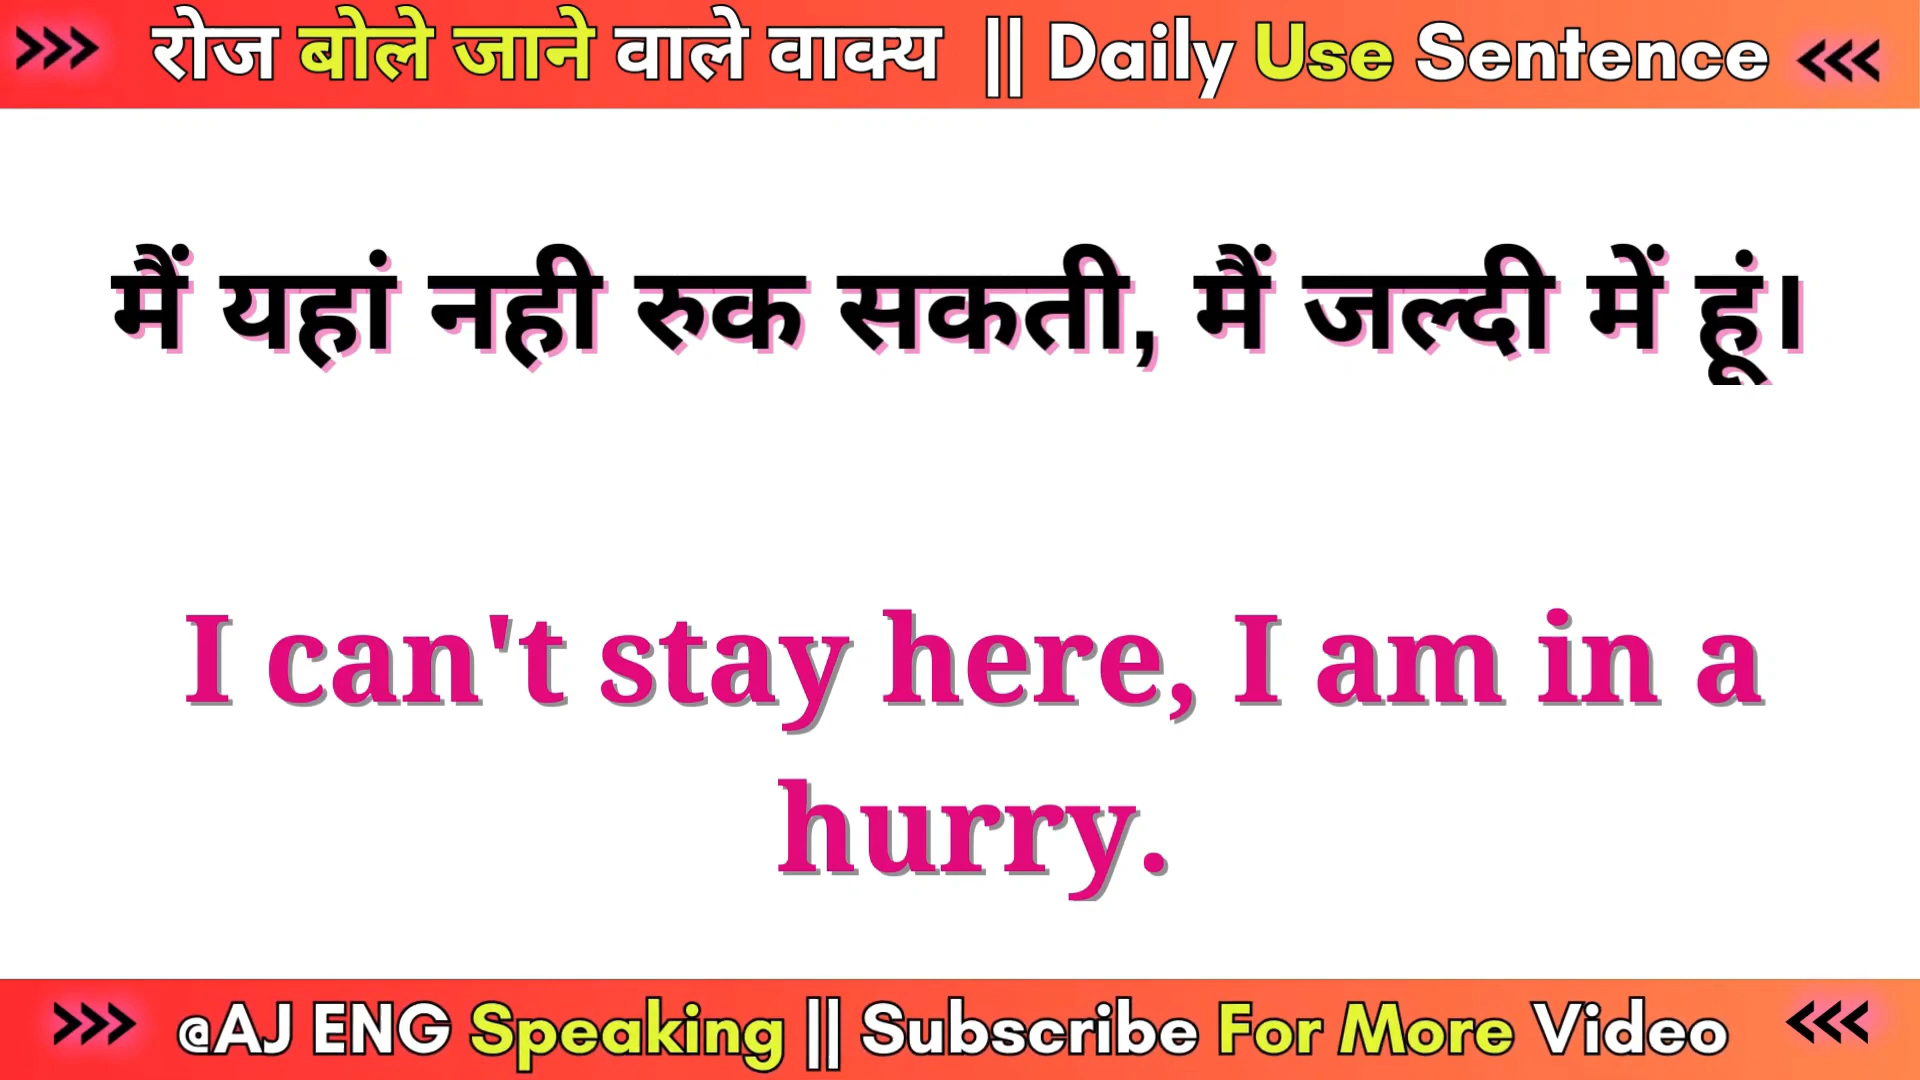 >>> रोज बोले जाने वाले वाक्य || Daily Use Sentence <<<
मैं यहां नही रुक सकती, मैं जल्दी में हूं।
I can't stay here, I am in a
hurry.
>>> @AJ ENG Speaking || Subscribe For More Video <<<